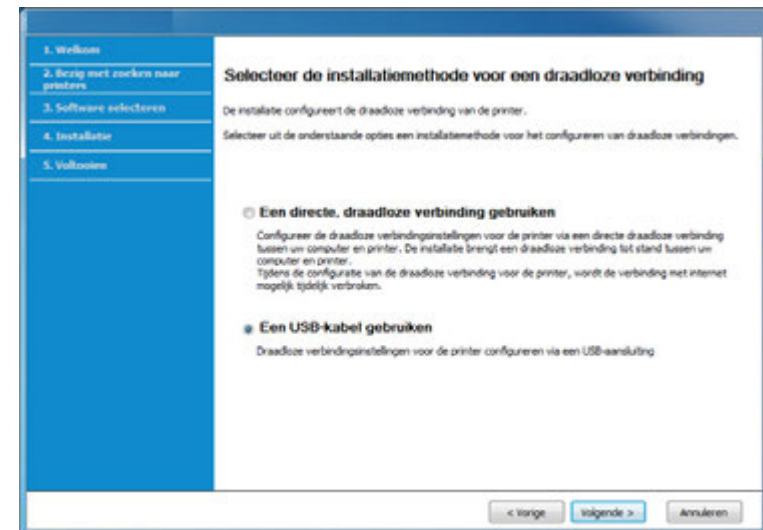 1. Welkom
2. Bezig met zoeken naar
printers
3. Software selecteren
4. Installatie
5. Voltooien
Selecteer de installatiemethode voor een draadloze verbinding
De installatie configureert de draadloze verbinding van de printer.
Selecteer uit de onderstaande opties een installatiemethode voor het configureren van draadloze verbindingen.
Een directe, draadloze verbinding gebruiken
Configureer de draadloze verbindingsinstellingen voor de printer via een directe draadloze verbinding
tussen uw computer en printer. De installatie brengt een draadloze verbinding tot stand tussen uw
computer en printer.
Tijdens de configuratie van de draadloze verbinding voor de printer, wordt de verbinding met internet
mogelijk tijdelijk verbroken.
Een USB-kabel gebruiken
Draadloze verbindingsinstellingen voor de printer configureren via een USB-aansluiting
< Vorige
Volgende >
Annuleren